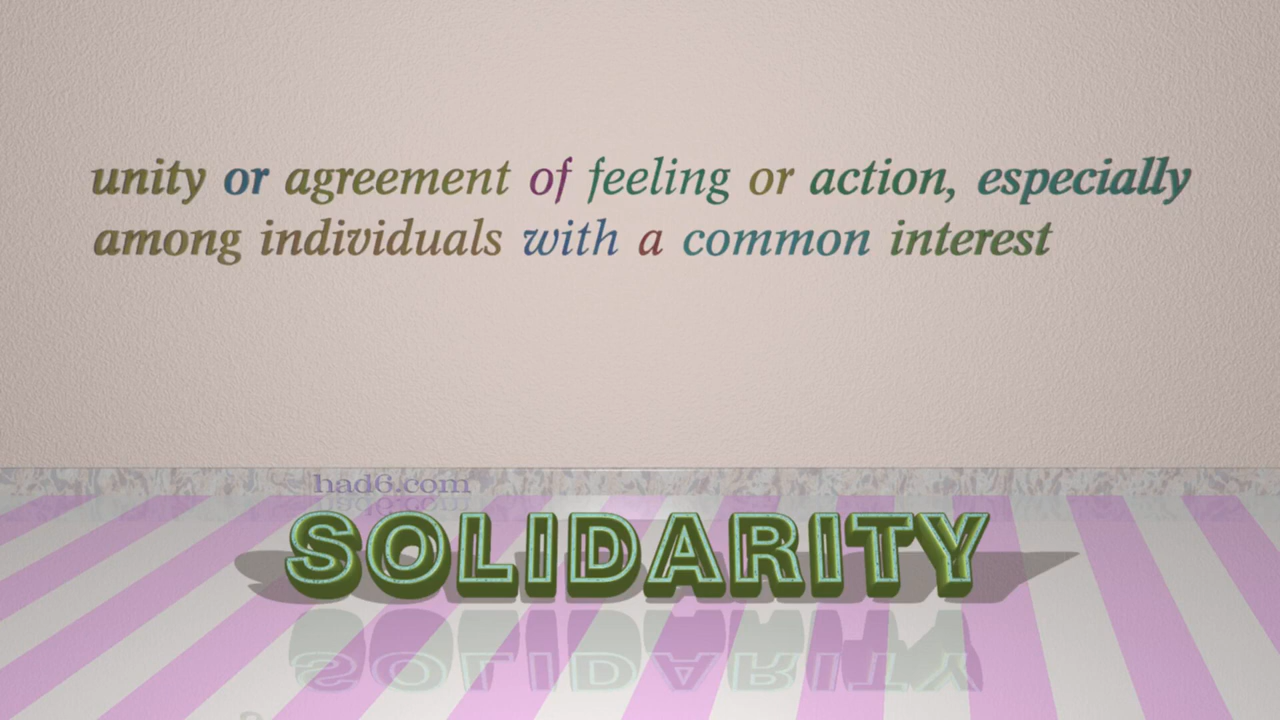 unity or agreement of feeling or action, especially
among individuals with a common interest
had6.com
SOLIDARITY